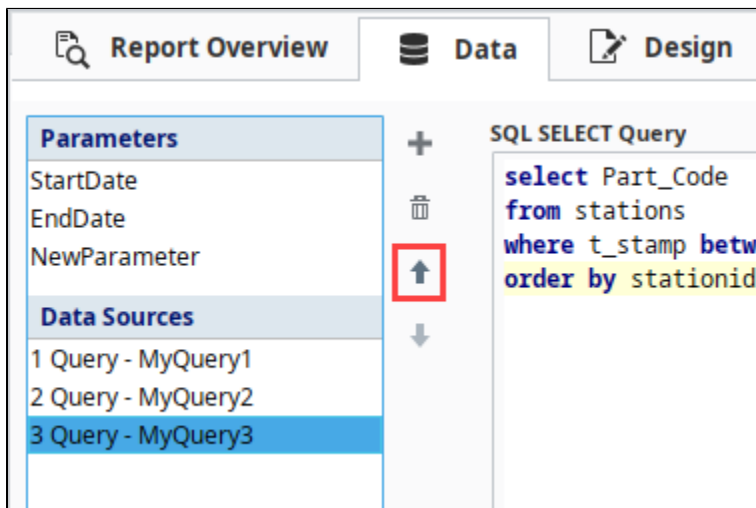 Report Overview
Data
Design
Parameters
StartDate
EndDate
NewParameter
Data Sources
1 Query - MyQuery1
2 Query - MyQuery2
3 Query - MyQuery3
SQL SELECT Query
select Part_Code
from stations
where t_stamp betw
order by stationid